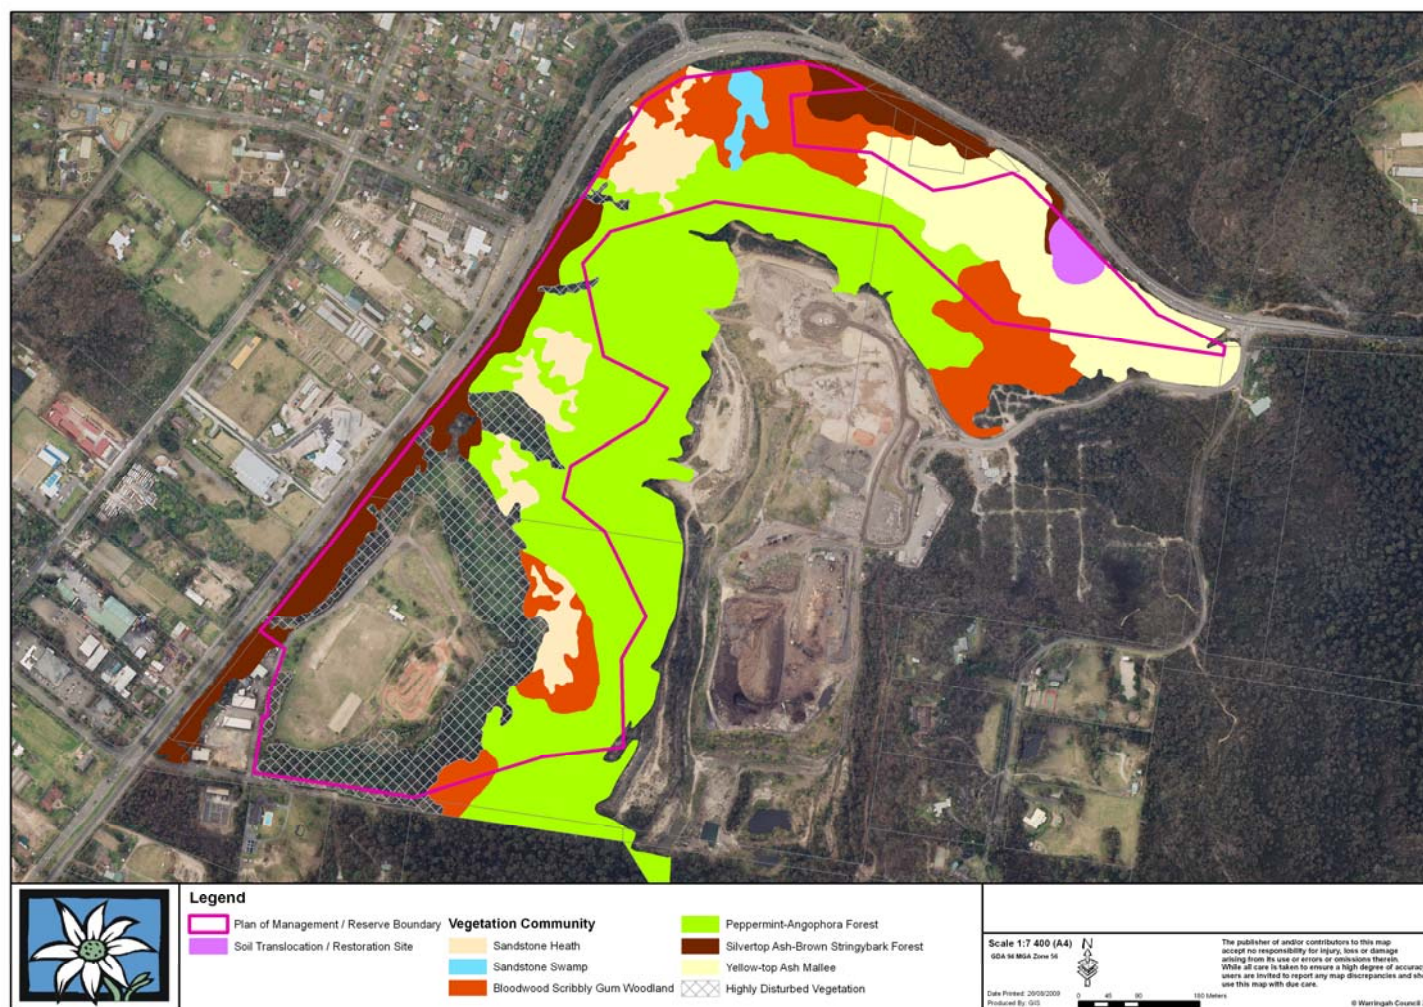 Legend
Plan of Management / Reserve Boundary
Soil Translocation / Restoration Site
Vegetation Community
Sandstone Heath
Sandstone Swamp
Bloodwood Scribbly Gum Woodland
Peppermint-Angophora Forest
Silvertop Ash-Brown Stringybark Forest
Yellow-top Ash Mallee
Highly Disturbed Vegetation
Scale 1:7 400 (A4)
N
GDA 94 MGA Zone 56
Date Printed: 20/08/2009
Produced By: GIS
0 45 90 180 Meters
The publisher of and/or contributors to this map
accept no responsibility for injury, loss or damage
arising from its use or errors or omissions therein.
While all care is taken to ensure a high degree of accurac
users are invited to report any map discrepancies and sh
use this map with due care.
© Warringah Counci